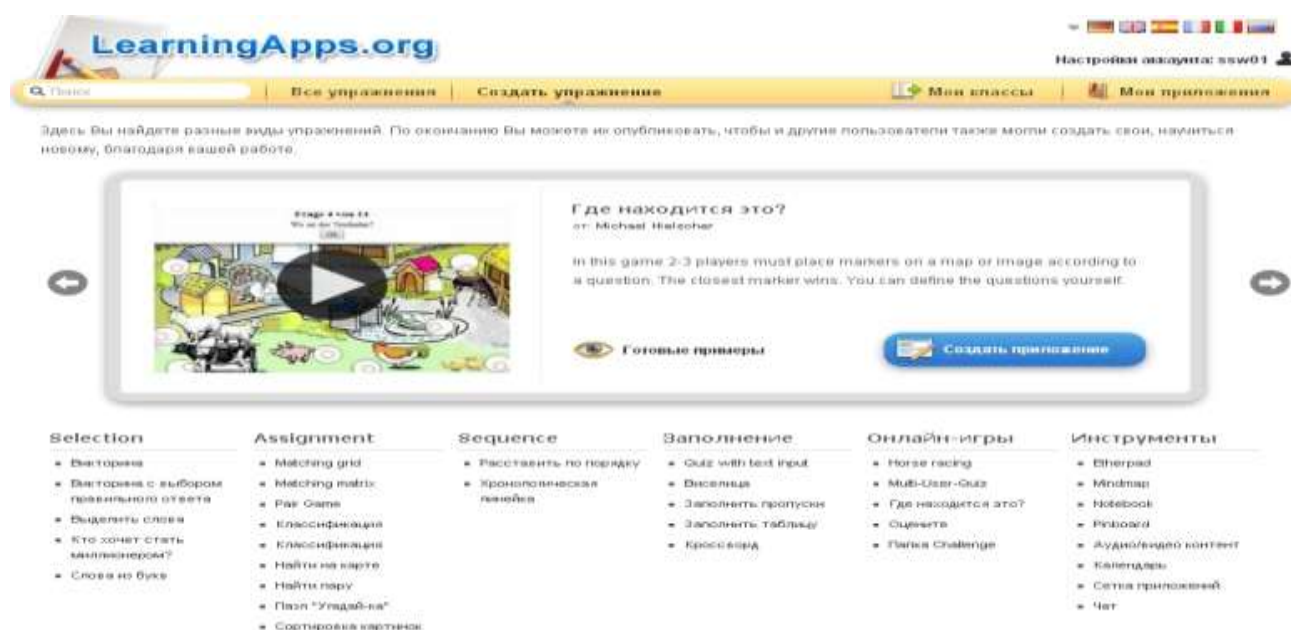 LearningApps.org
Настройки аккаунта: ssw01
Поиск
Все упражнения
Создать упражнение
Мои классы
Мои приложения
Здесь Вы найдете разные виды упражнений. По окончанию Вы можете их опубликовать, чтобы и другие пользователи также могли создать свои, научиться
новому, благодаря вашей работе.
Где находится это?
от: Michael Hielscher
In this game 2-3 players must place markers on a map or image according to
a question. The closest marker wins. You can define the questions yourself.
Готовые примеры
Создать приложение
Selection
Викторина
Викторина с выбором
правильного ответа
Выделить слова
Кто хочет стать
миллионером?
Слова из букв
Assignment
Matching grid
Matching matrix
Pair Game
Классификация
Классификация
Найти на карте
Найти пару
Пазл "Угадай-ка"
Сортировка картинок
Sequence
Расставить по порядку
Хронологическая
линейка
Заполнение
Quiz with text input
Виселица
Заполнить пропуски
Заполнить таблицу
Кроссворд
Онлайн-игры
Horse racing
Multi-User-Quiz
Где находится это?
Оцените
Папка Challenge
Инструменты
Etherpad
Mindmap
Notebook
Pinboard
Аудио/видео контент
Календарь
Сетка приложений
Чат